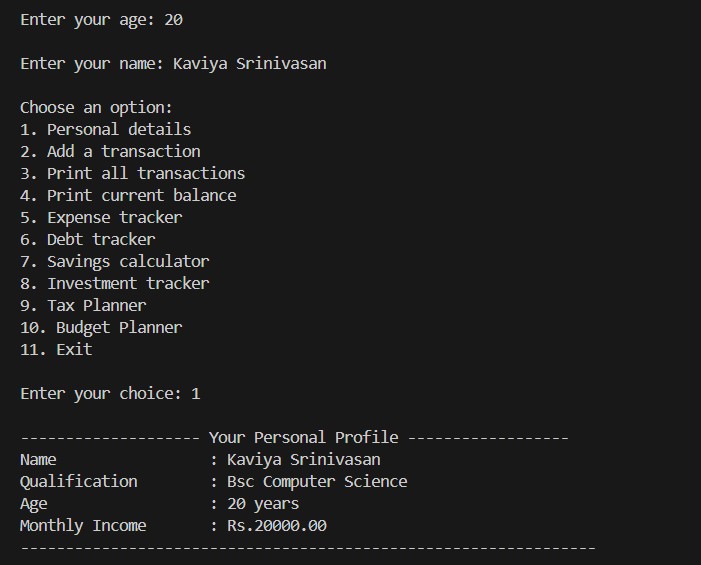 Enter your age: 20
Enter your name: Kaviya Srinivasan
Choose an option:
1. Personal details
2. Add a transaction
3. Print all transactions
4. Print current balance
5. Expense tracker
6. Debt tracker
7. Savings calculator
8. Investment tracker
9. Tax Planner
10. Budget Planner
11. Exit
Enter your choice: 1
-------------------- Your Personal Profile ------------------
Name                 : Kaviya Srinivasan
Qualification        : Bsc Computer Science
Age                  : 20 years
Monthly Income       : Rs.20000.00
----------------------------------------------------------------